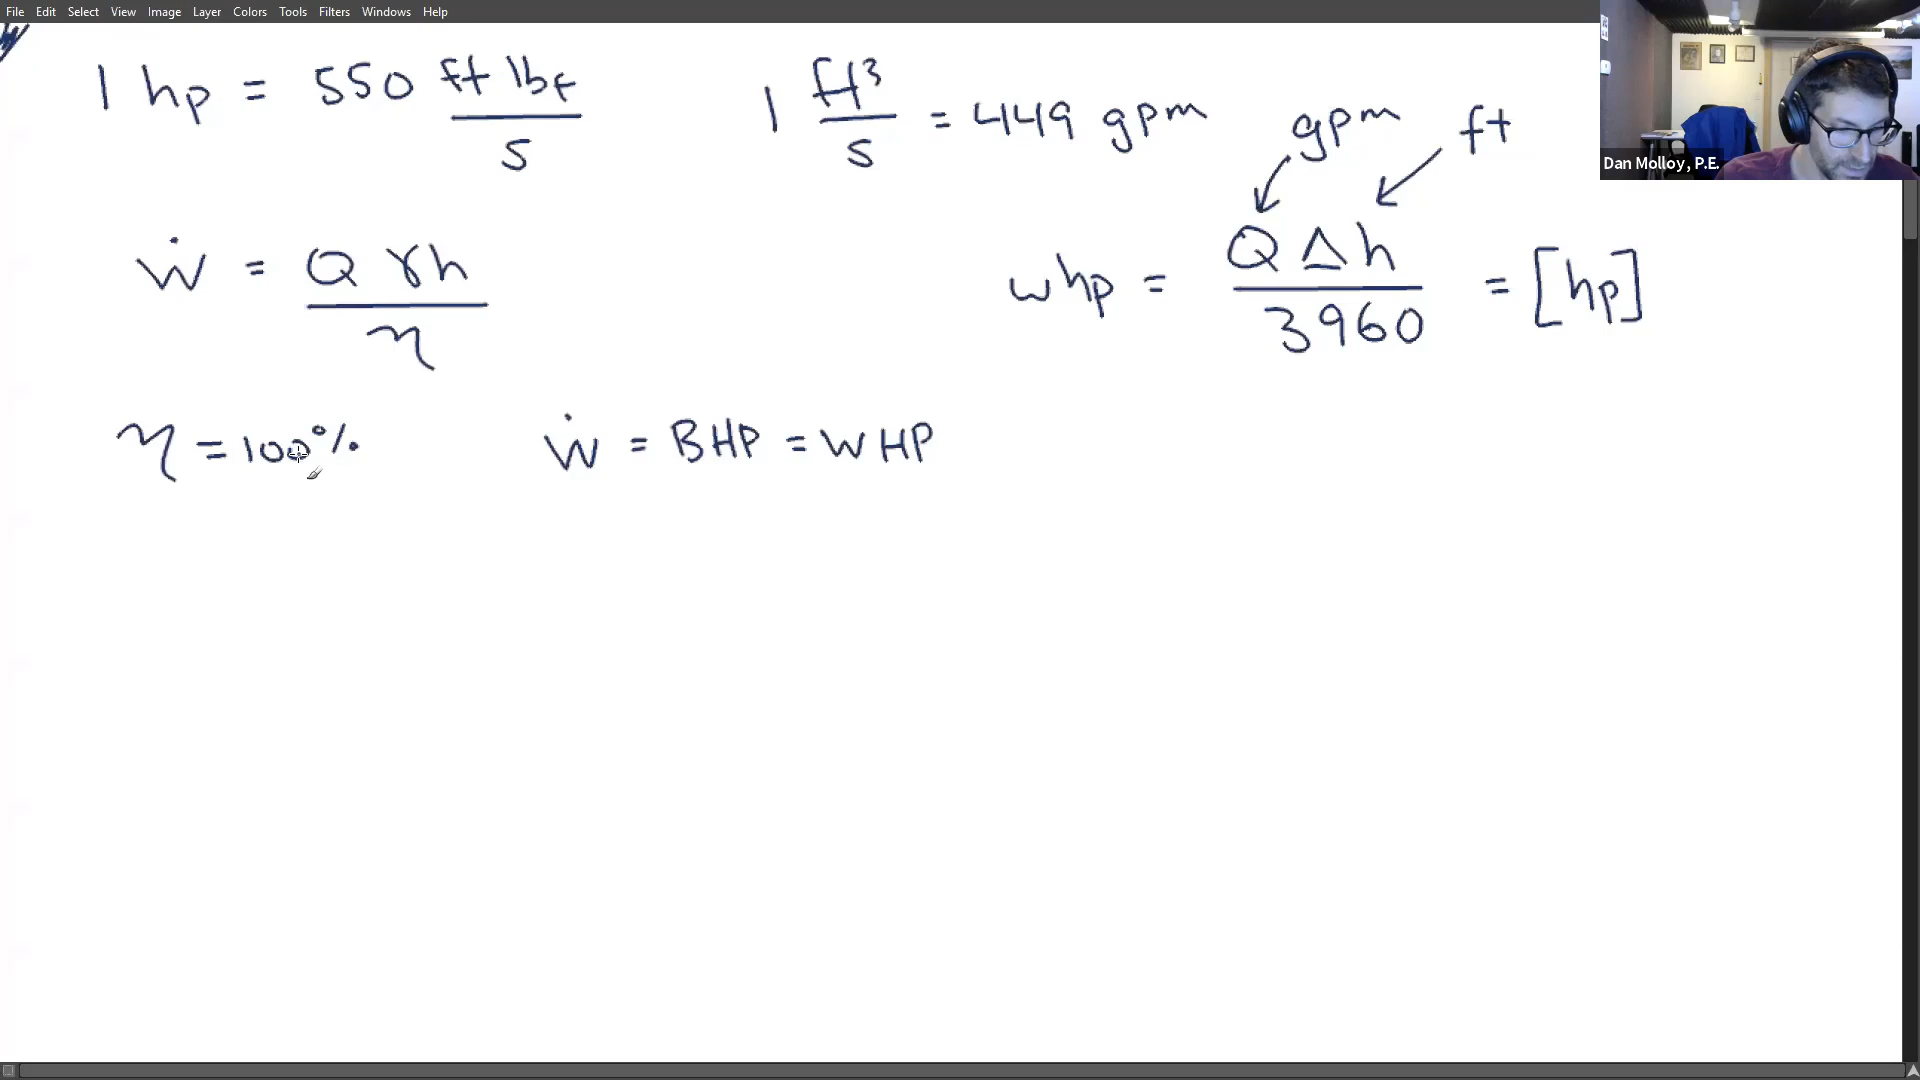 File Edit Select View Image Layer Colors Tools Filters Windows Help
1 hp = 550 ft lbf / s
1 ft³ / s = 449 gpm
gpm
ft
Ẇ = Q γ h / η
whp = Q Δ h / 3960 = [hp]
η = 100%
Ẇ = BHP = WHP
Dan Molloy, P.E.